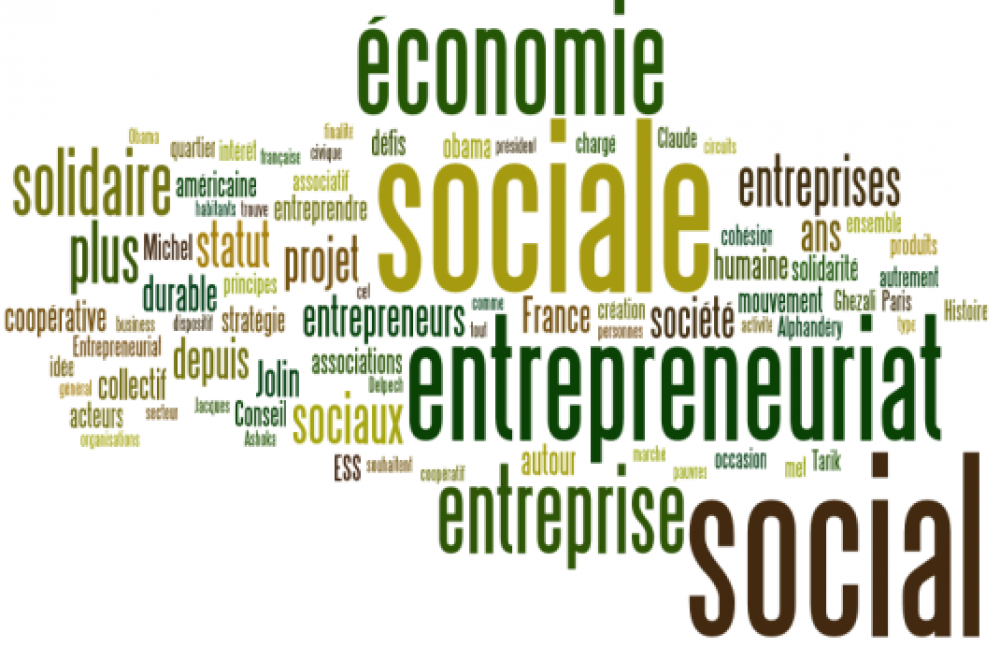 économie
Obama
quartier
interet
française
finalité
civique
défis
obama
président
chargé
Claude
circuits
solidaire
américaine
associatif
habitants
trouve
entreprendre
sociale
entreprises
plus
Michel
statut
projet
cohésion
ans
ensemble
produits
humaine
solidarité
autrement
durable
principes
cel
coopérative
business
dispositif
stratégie
entrepreneurs
comme
tout
France
création
personnes
société
mouvement
activité
Ghezali
Paris
Alphandéry
type
Histoire
Entrepreneurial
idée
depuis
général
collectif
Jolin
associations
Delpech
entrepreneuriat
acteurs
secteur
Jacques
Conseil
sociaux
organisations
Ashoka
ESS
souhaitent
coopératif
autour
marché
pauvres
occasion
met
Tarik
entreprise
social